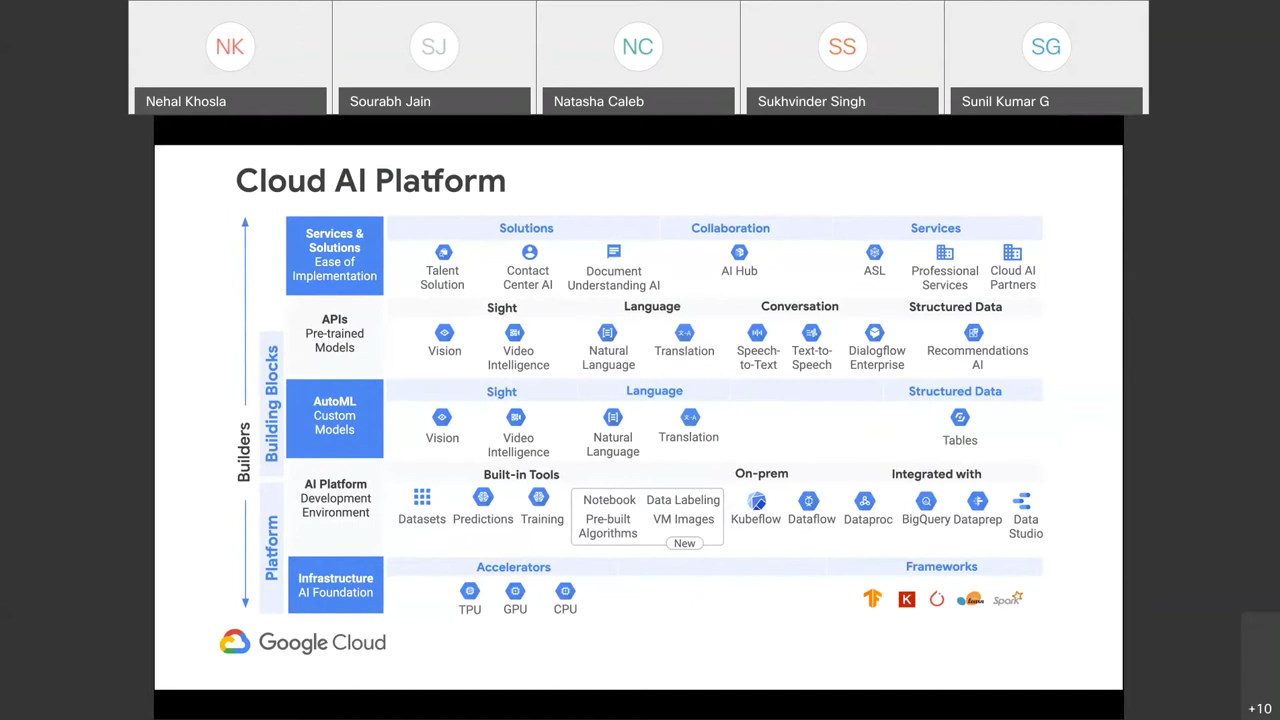 NK
SJ
NC
SS
SG
Nehal Khosla
Sourabh Jain
Natasha Caleb
Sukhvinder Singh
Sunil Kumar G
Cloud AI Platform
Builders
Building Blocks
Platform
Services &
Solutions
Ease of
Implementation
Solutions
Collaboration
Services
Talent
Solution
Contact
Center AI
Document
Understanding AI
AI Hub
ASL
Professional
Services
Cloud AI
Partners
APIs
Pre-trained
Models
Sight
Language
Conversation
Structured Data
Vision
Video
Intelligence
Natural
Language
Translation
Speech-
to-Text
Text-to-
Speech
Dialogflow
Enterprise
Recommendations
AI
AutoML
Custom
Models
Sight
Language
Structured Data
Vision
Video
Intelligence
Natural
Language
Translation
Tables
AI Platform
Development
Environment
Built-in Tools
On-prem
Integrated with
Datasets
Predictions
Training
Notebook
Data Labeling
Pre-built
Algorithms
VM Images
New
Kubeflow
Dataflow
Dataproc
BigQuery
Dataprep
Data
Studio
Infrastructure
AI Foundation
Accelerators
Frameworks
TPU
GPU
CPU
K
learn
Spark
Google Cloud
+10